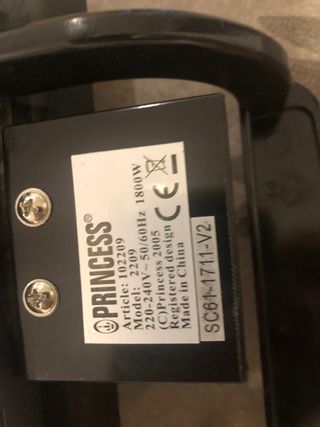 PRINCESS®
Article: 102209
Model: 2209
220-240V~ 50/60Hz 1800W
(C)Princess 2005
Registered design
Made in China
CE
SC61-1711-V2